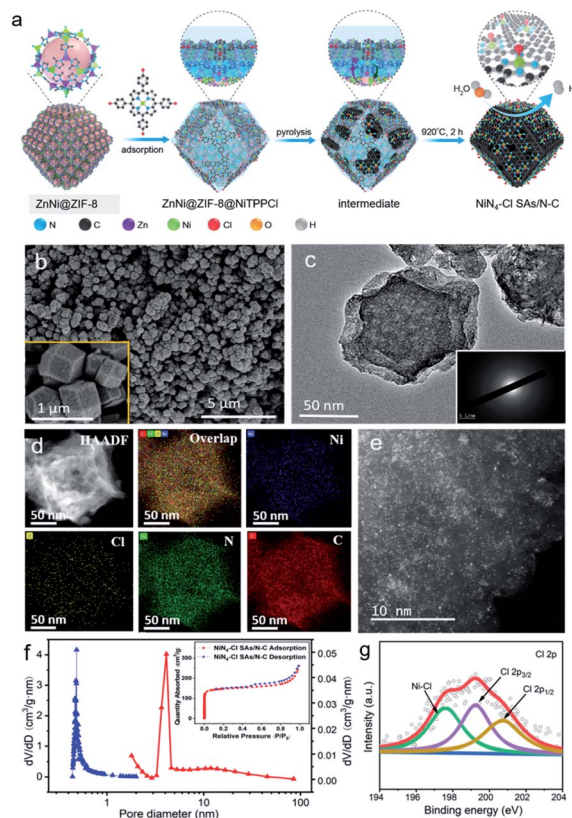 a
H₂O
H
adsorption
pyrolysis
920°C, 2 h
ZnNi@ZIF-8
ZnNi@ZIF-8@NiTPPCl
intermediate
NiN₄-Cl SAs/N-C
N
C
Zn
Ni
Cl
O
H
b
1 μm
5 μm
c
50 nm
5 1/nm
d
HAADF
50 nm
Overlap
50 nm
Ni
50 nm
Cl
50 nm
N
50 nm
C
50 nm
e
10 nm
f
NiN₄-Cl SAs/N-C Adsorption
NiN₄-Cl SAs/N-C Desorption
Quantity Absorbed (cm³/g)
0.0 0.2 0.4 0.6 0.8 1.0
Relative Pressure (P/P₀)
dV/dD (cm³/g·nm)
4
3
2
1
0
0.05
0.04
0.03
0.02
0.01
0.00
dV/dD (cm³/g·nm)
1 10 100
Pore diameter (nm)
g
Cl 2p
Ni-Cl
Cl 2p3/2
Cl 2p1/2
Intensity (a.u.)
194 196 198 200 202 204
Binding energy (eV)